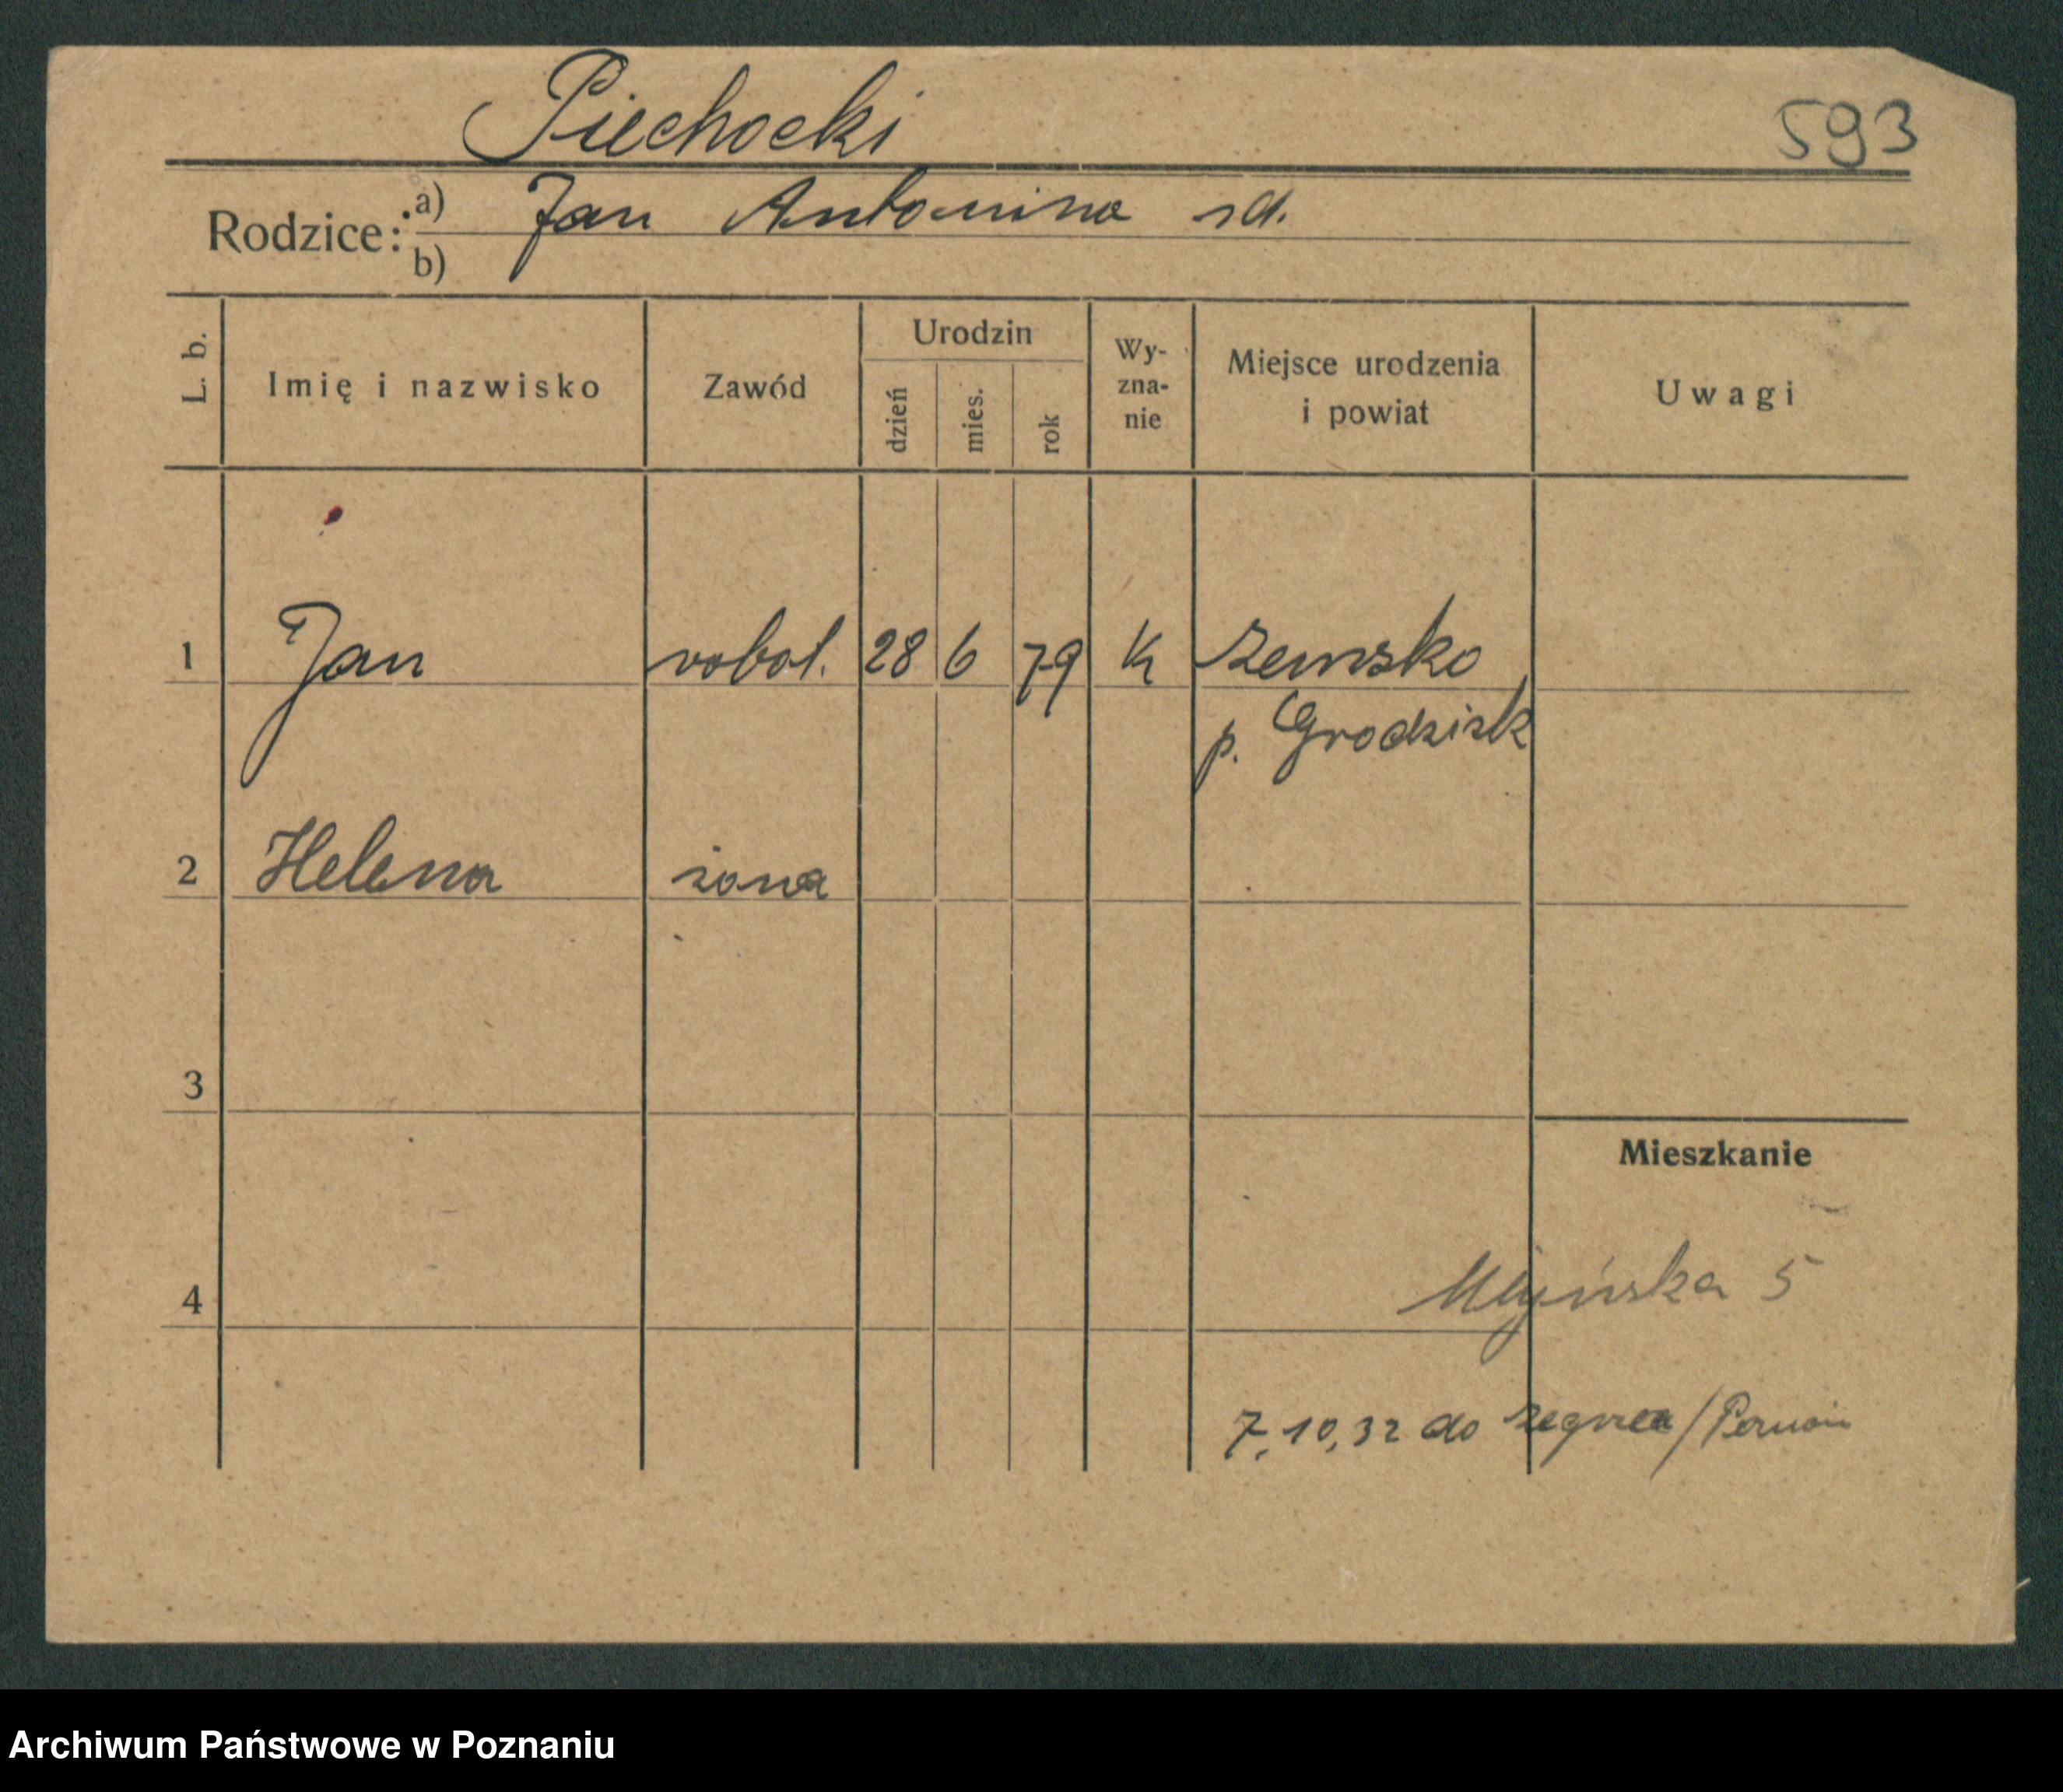 Piechocki
593
Rodzice: a) Jan Antonina
b)
L. b. Imię i nazwisko Zawód Urodzin dzień mies. rok Wy-zna-nie Miejsce urodzenia i powiat Uwagi
1 Jan robot. 28 6 79 K Zemsko
p. Grodzisk
2 Helena żona
3
Mieszkanie
4 Młyńska 5
7.10.32 do
Archiwum Państwowe w Poznaniu